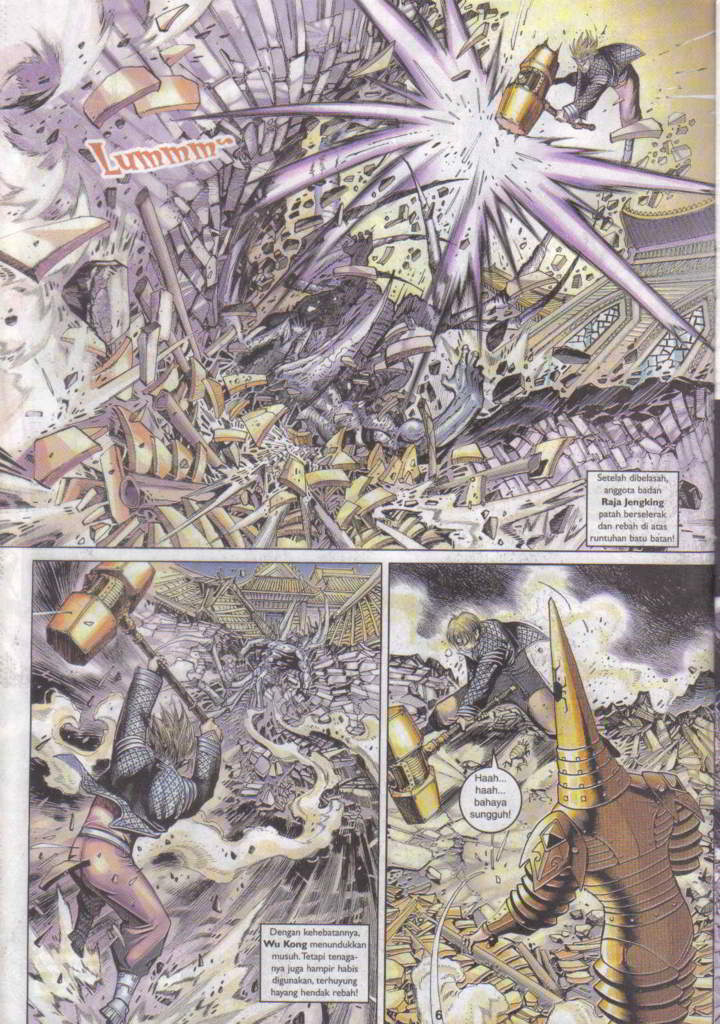 Lummm~
Setelah dibelasah,
anggota badan
Raja Jengking
patah berselerak
dan rebah di atas
runtuhan batu batan!
Dengan kehebatannya,
Wu Kong menundukkan
musuh. Tetapi tenaga-
nya juga hampir habis
digunakan, terhuyung
hayang hendak rebah!
Haah...
haah...
bahaya
sungguh!
6